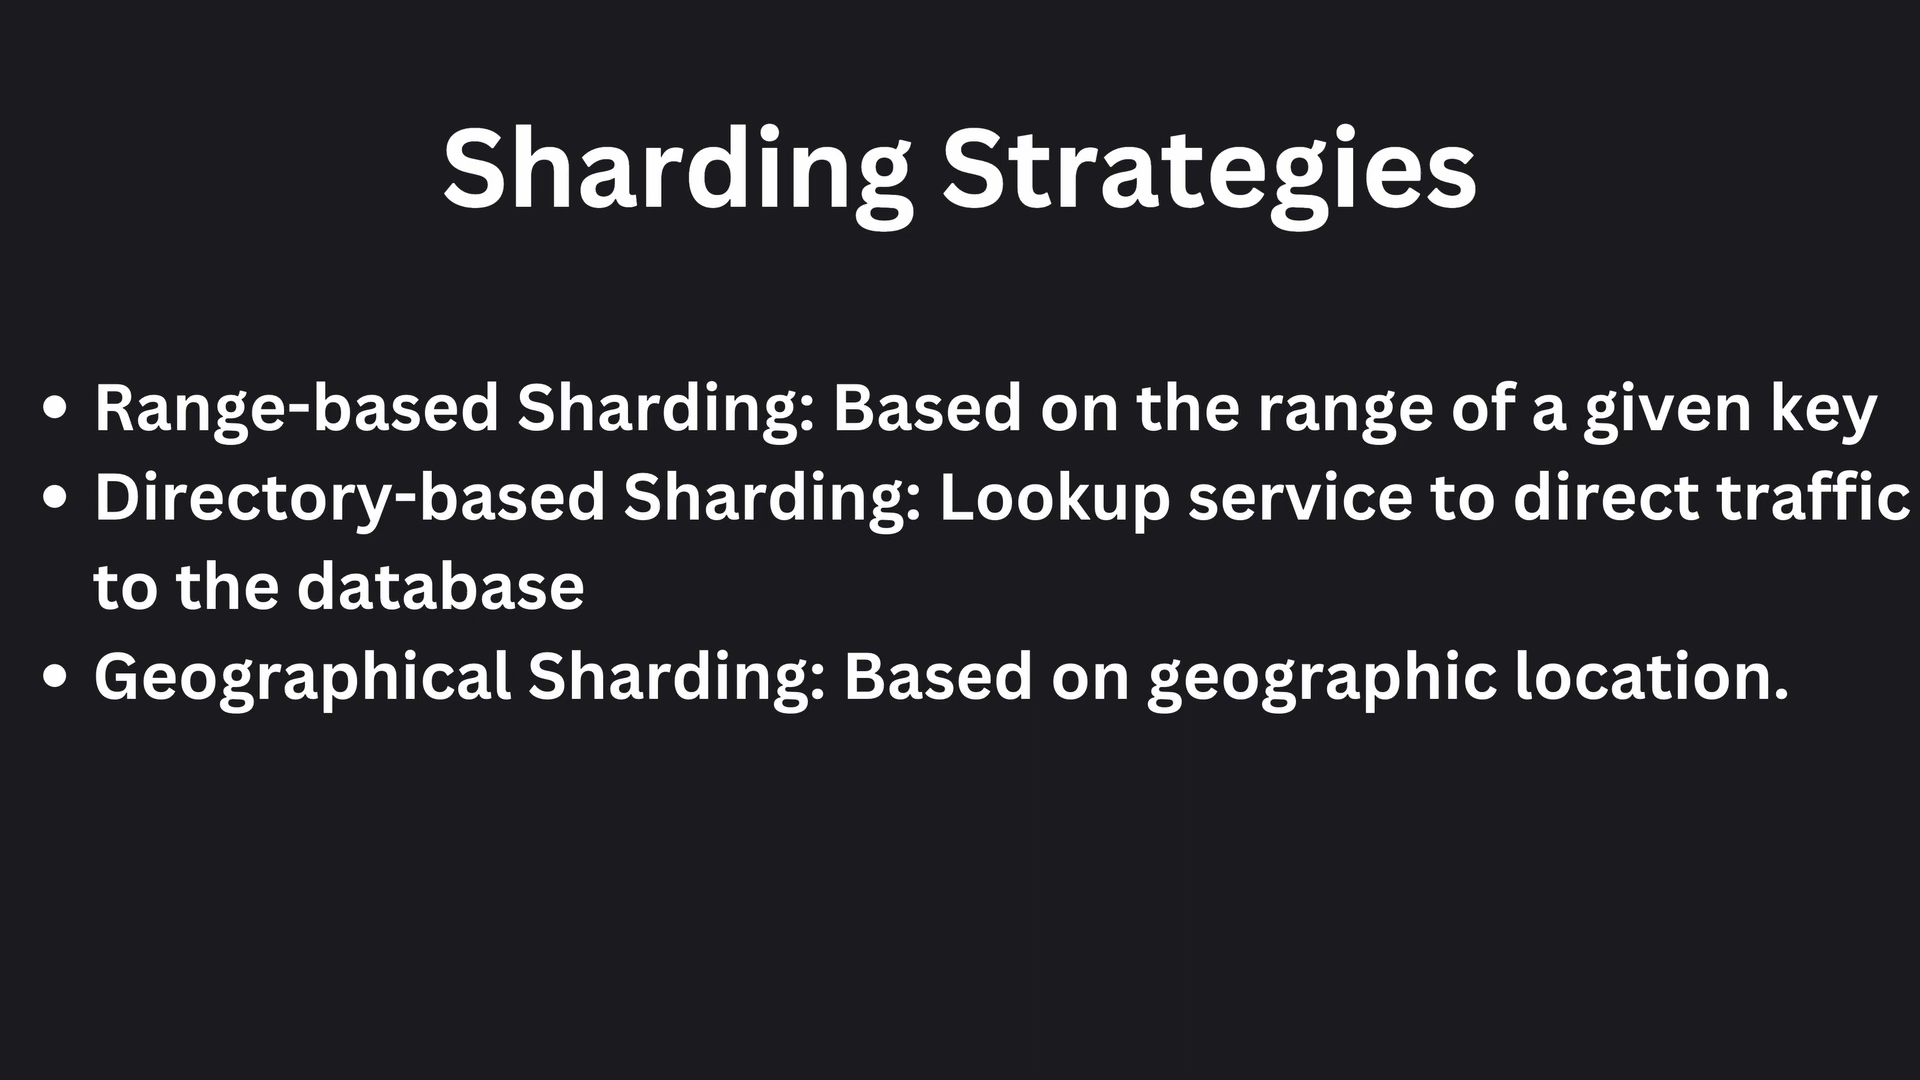 Sharding Strategies
• Range-based Sharding: Based on the range of a given key
• Directory-based Sharding: Lookup service to direct traffic
to the database
• Geographical Sharding: Based on geographic location.